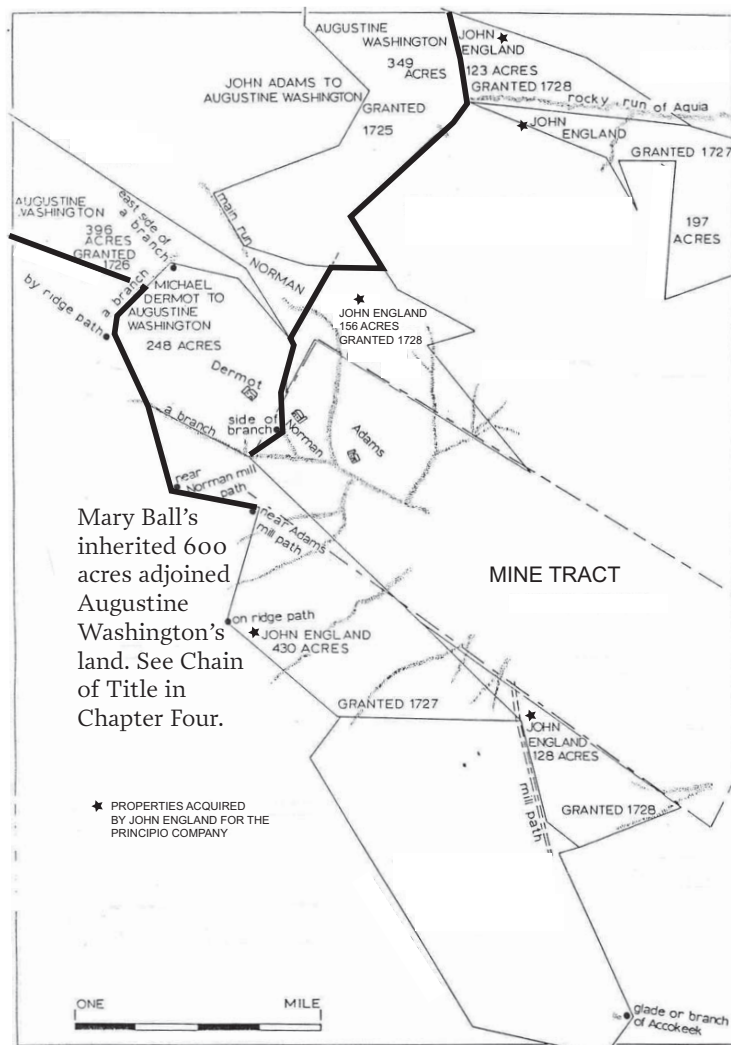 AUGUSTINE
WASHINGTON
349
ACRES
JOHN
ENGLAND
123 ACRES
GRANTED 1728
rocky run of Aquia
JOHN ADAMS TO
AUGUSTINE WASHINGTON
GRANTED
1725
JOHN
ENGLAND
GRANTED 1727
197
ACRES
AUGUSTINE
WASHINGTON
396
ACRES
GRANTED
1726
east side of
a branch
a branch
by ridge path
main run
NORMAN
MICHAEL
DERMOT TO
AUGUSTINE
WASHINGTON
248 ACRES
JOHN ENGLAND
156 ACRES
GRANTED 1728
Dermot
a branch
side of
branch
Norman
Adams
near
Norman mill
path
near Adams
mill path
Mary Ball's
inherited 600
acres adjoined
Augustine
Washington's
land. See Chain
of Title in
Chapter Four.
MINE TRACT
on ridge path
JOHN ENGLAND
430 ACRES
GRANTED 1727
JOHN
ENGLAND
128 ACRES
GRANTED 1728
mill path
PROPERTIES ACQUIRED
BY JOHN ENGLAND FOR THE
PRINCIPIO COMPANY
ONE MILE
glade or branch
of Accokeek